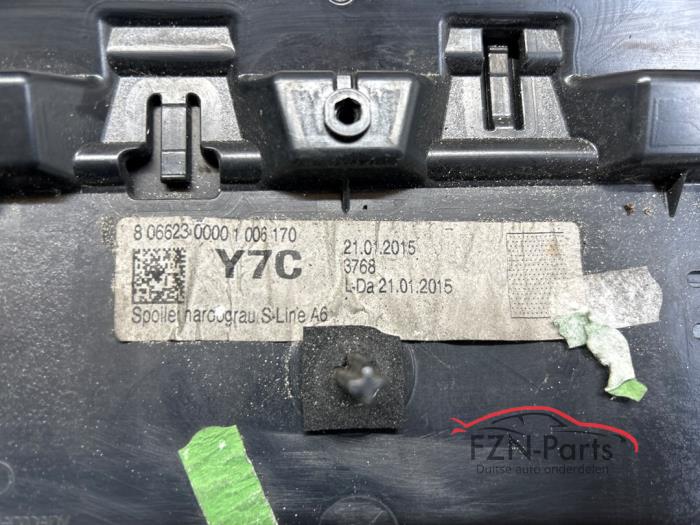 8 06623 0000 1 006 170
Y7C
21.01.2015
3768
L-Da 21.01.2015
Spoiler nardograu S-Line A6
FZN-Parts
Duitse auto onderdelen